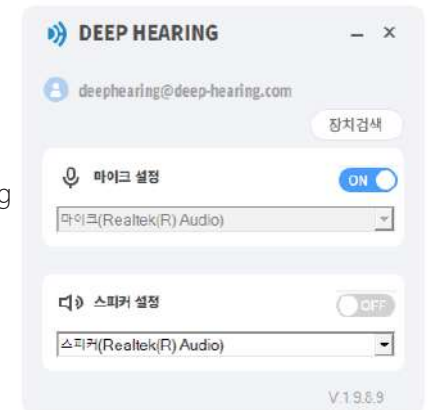 DEEP HEARING
deephearing@deep-hearing.com
장치검색
마이크 설정
ON
마이크(Realtek(R) Audio)
스피커 설정
OFF
스피커(Realtek(R) Audio)
V.1.9.8.9
g